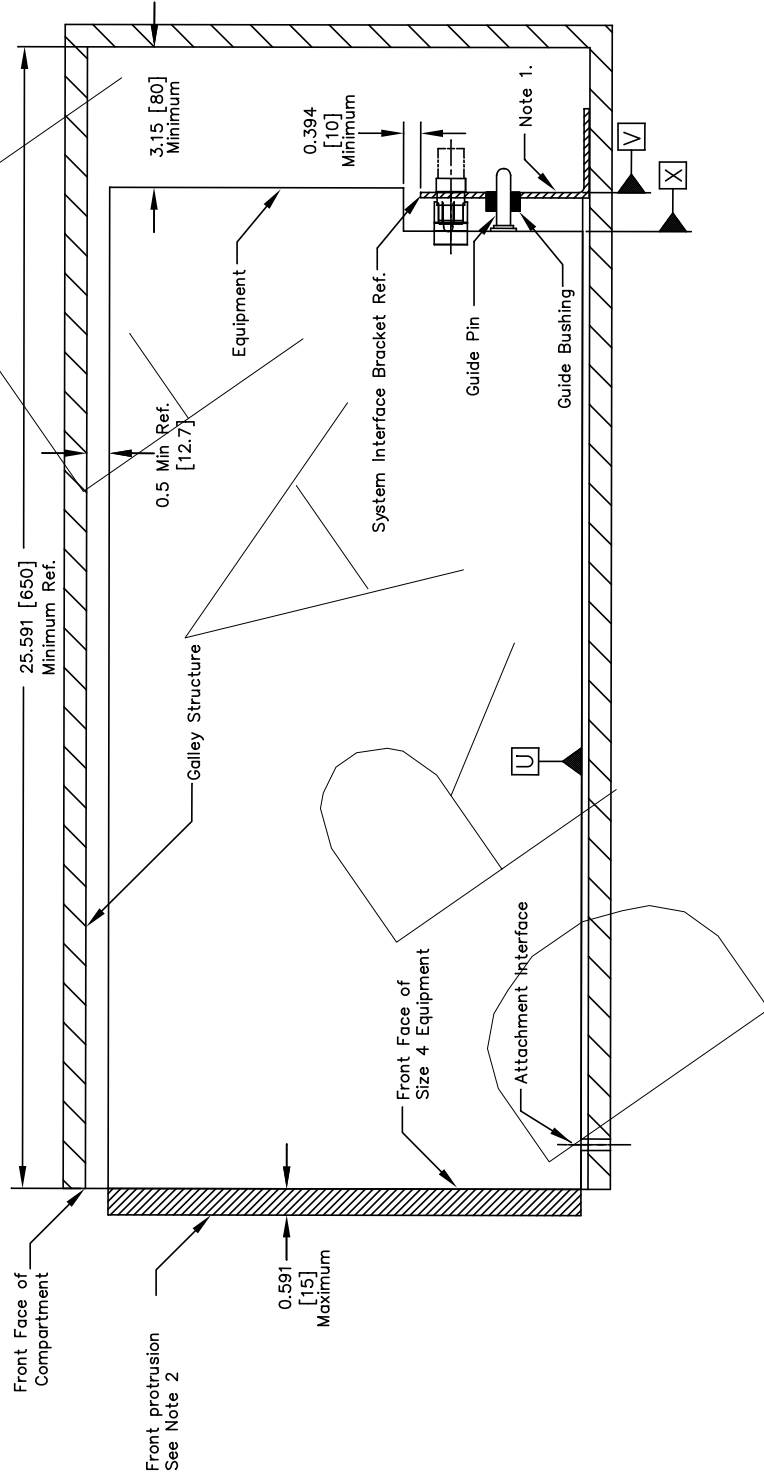 25.591 [650]
Minimum Ref.
3.15 [80]
Minimum
0.394
[10]
Minimum
Note 1.
V
X
Equipment
0.5 Min Ref.
[12.7]
System Interface Bracket Ref.
Guide Pin
Guide Bushing
Galley Structure
U
Front Face of
Size 4 Equipment
Attachment Interface
Front Face of
Compartment
0.591
[15]
Maximum
Front protrusion
See Note 2